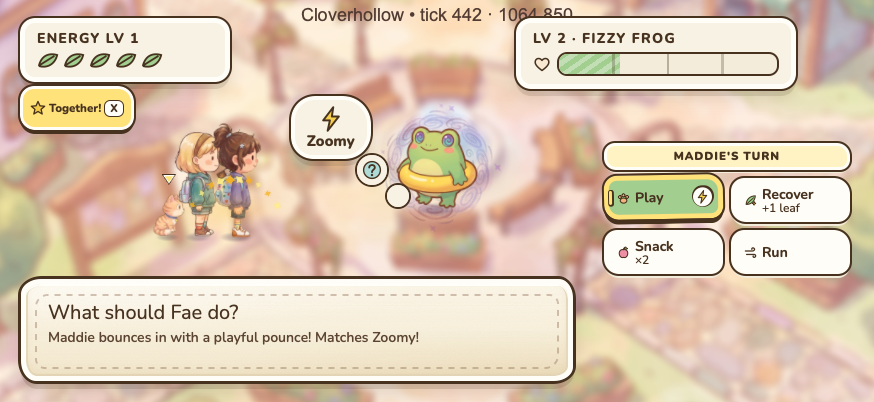 Cloverhollow • tick 442 · 1064,850
ENERGY LV 1
LV 2 · FIZZY FROG
Together! X
Zoomy
?
MADDIE'S TURN
Play
Recover
+1 leaf
Snack
×2
Run
What should Fae do?
Maddie bounces in with a playful pounce! Matches Zoomy!